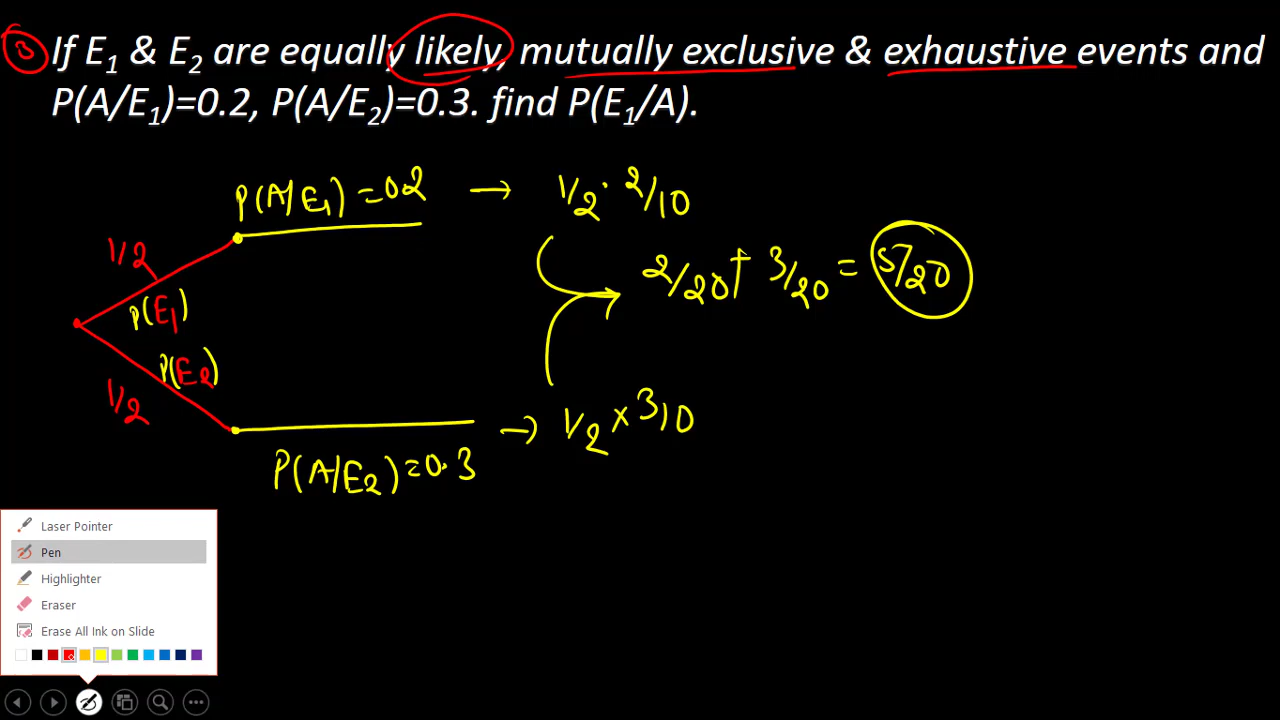 ③ If E₁ & E₂ are equally likely, mutually exclusive & exhaustive events and
P(A/E₁)=0.2, P(A/E₂)=0.3. find P(E₁/A).
P(A/E₁) = 0.2 → 1/2 · 2/10
1/2
P(E₁)
2/20 + 3/20 = 5/20
P(E₂)
1/2
→ 1/2 × 3/10
P(A/E₂) = 0.3
Laser Pointer
Pen
Highlighter
Eraser
Erase All Ink on Slide